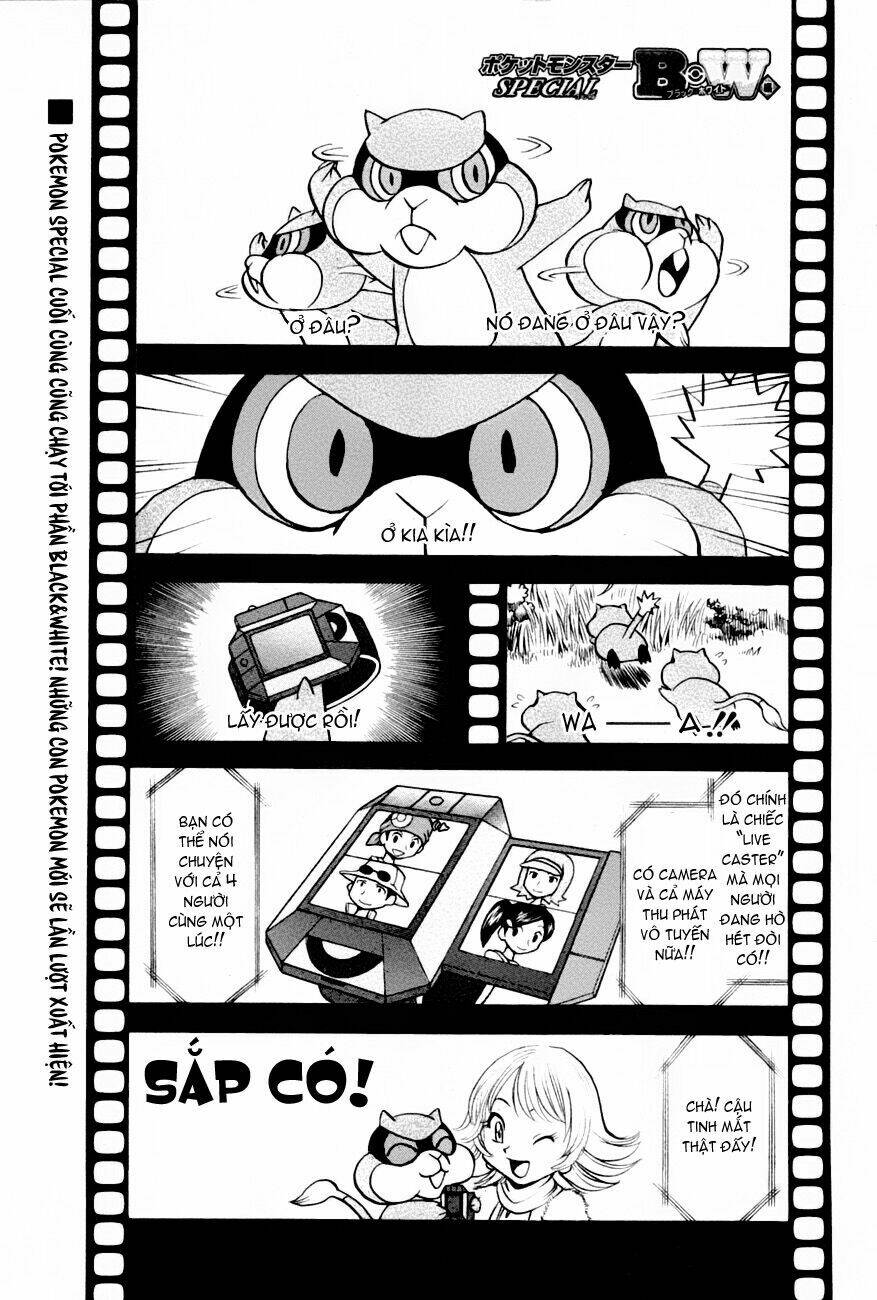 ポケットモンスター
SPECIAL
B・W
ブラック・ホワイト
POKEMON SPECIAL CUỐI CÙNG CŨNG CHẠY TỚI PHẦN BLACK&WHITE! NHỮNG CON POKEMON MỚI SẼ LẦN LƯỢT XUẤT HIỆN!
Ở ĐÂU?
NÓ ĐANG Ở ĐÂU VẬY?
Ở KIA KÌA!!
WA — Ạ-!!
LẤY ĐƯỢC RỒI!
ĐÓ CHÍNH
LÀ CHIẾC
"LIVE
CASTER"
MÀ MỌI
NGƯỜI
ĐANG HÒ
HÉT ĐÒI
CÓ!!
CÓ CAMERA
VÀ CẢ MÁY
THU PHÁT
VÔ TUYẾN
NỮA!!
BẠN CÓ
THỂ NÓI
CHUYỆN
VỚI CẢ 4
NGƯỜI
CÙNG MỘT
LÚC!!
SẮP CÓ!
CHÀ! CẬU
TINH MẮT
THẬT ĐẤY!